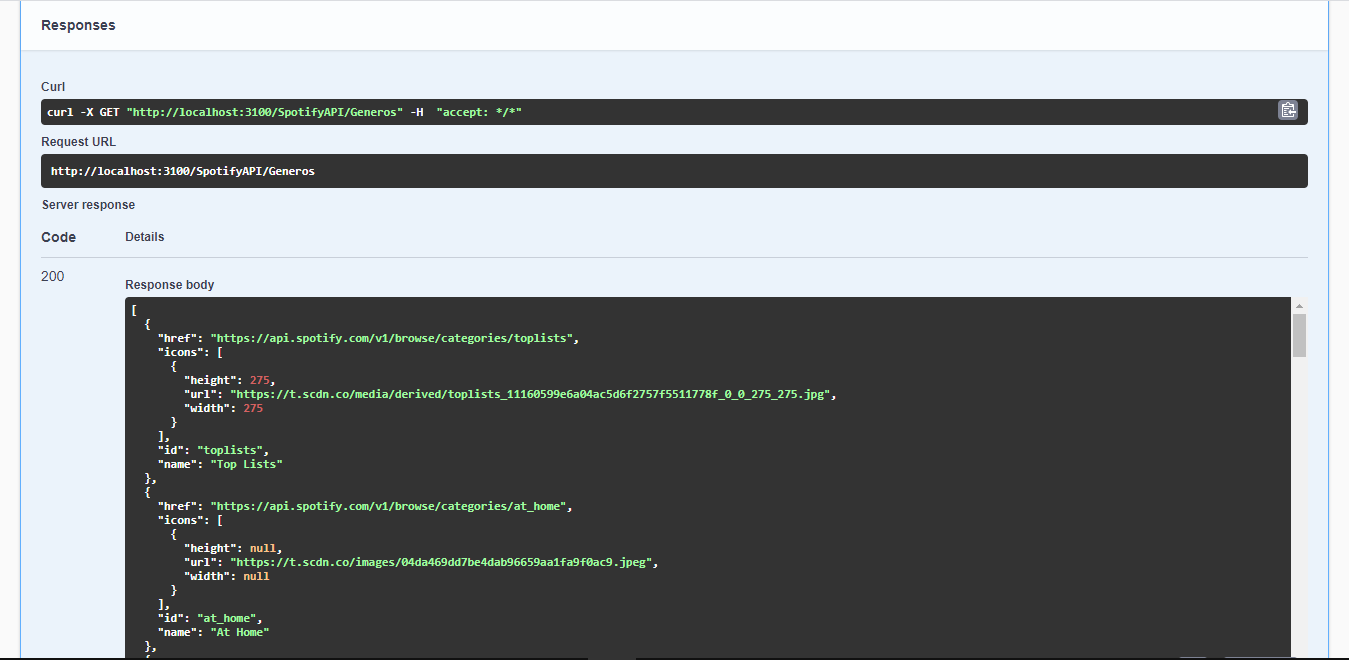 Responses
Curl
curl -X GET "http://localhost:3100/SpotifyAPI/Generos" -H  "accept: */*"
Request URL
http://localhost:3100/SpotifyAPI/Generos
Server response
Code Details
200
Response body
[
  {
    "href": "https://api.spotify.com/v1/browse/categories/toplists",
    "icons": [
      {
        "height": 275,
        "url": "https://t.scdn.co/media/derived/toplists_11160599e6a04ac5d6f2757f5511778f_0_0_275_275.jpg",
        "width": 275
      }
    ],
    "id": "toplists",
    "name": "Top Lists"
  },
  {
    "href": "https://api.spotify.com/v1/browse/categories/at_home",
    "icons": [
      {
        "height": null,
        "url": "https://t.scdn.co/images/04da469dd7be4dab96659aa1fa9f0ac9.jpeg",
        "width": null
      }
    ],
    "id": "at_home",
    "name": "At Home"
  },